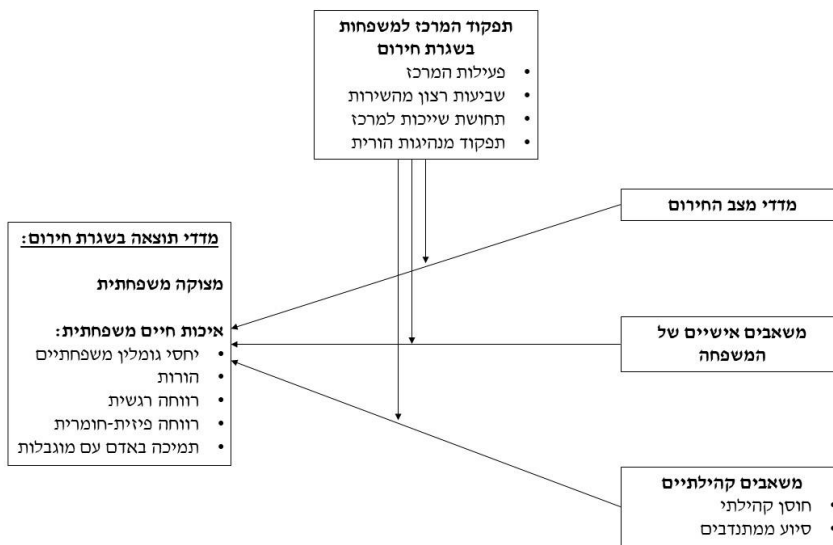 תפקוד המרכז למשפחות
בשגרת חירום
• פעילות המרכז
• שביעות רצון מהשירות
• תחושת שייכות למרכז
• תפקוד מנהיגות הורית
מדדי מצב החירום
משאבים אישיים של
המשפחה
משאבים קהילתיים
• חוסן קהילתי
• סיוע ממתנדבים
מדדי תוצאה בשגרת חירום:
מצוקה משפחתית
איכות חיים משפחתית:
• יחסי גומלין משפחתיים
• הורות
• רווחה רגשית
• רווחה פיזית-חומרית
• תמיכה באדם עם מוגבלות